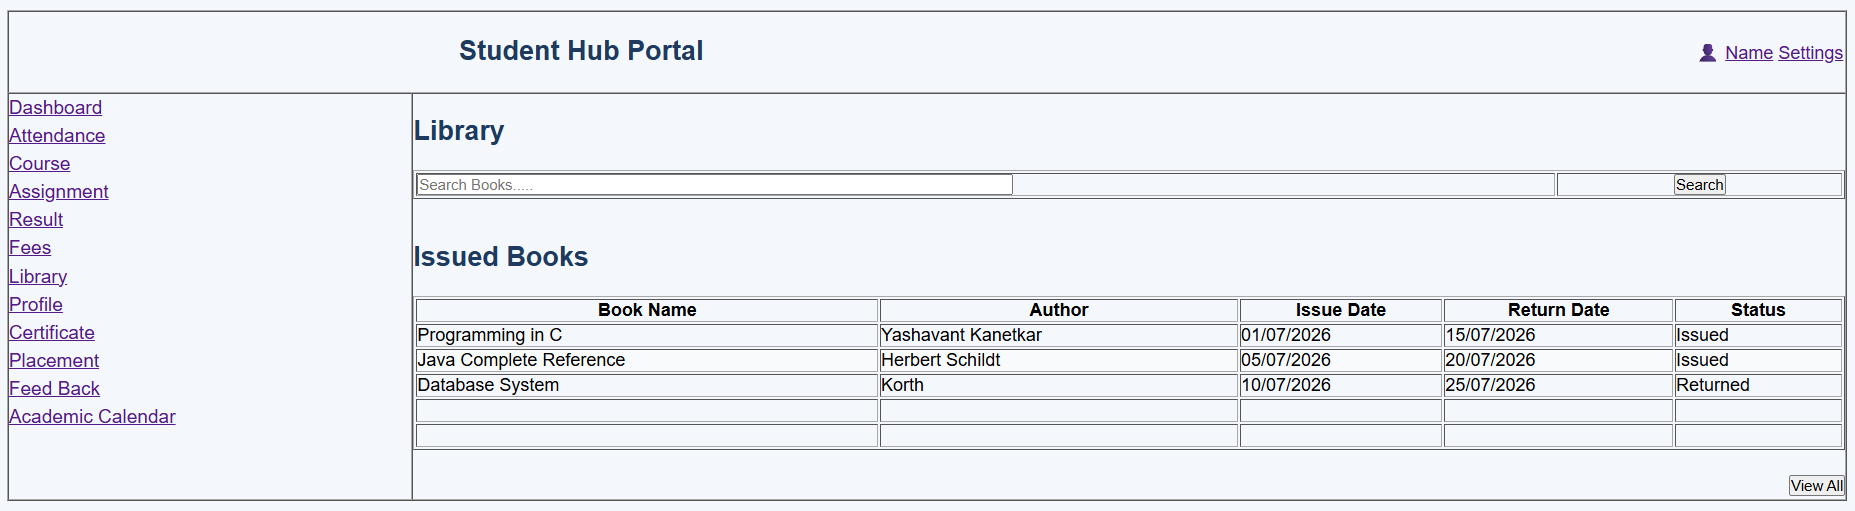 Student Hub Portal
Name Settings
Dashboard
Attendance
Course
Assignment
Result
Fees
Library
Profile
Certificate
Placement
Feed Back
Academic Calendar
Library
Search Books..... Search
Issued Books
Book Name Author Issue Date Return Date Status
Programming in C Yashavant Kanetkar 01/07/2026 15/07/2026 Issued
Java Complete Reference Herbert Schildt 05/07/2026 20/07/2026 Issued
Database System Korth 10/07/2026 25/07/2026 Returned
View All